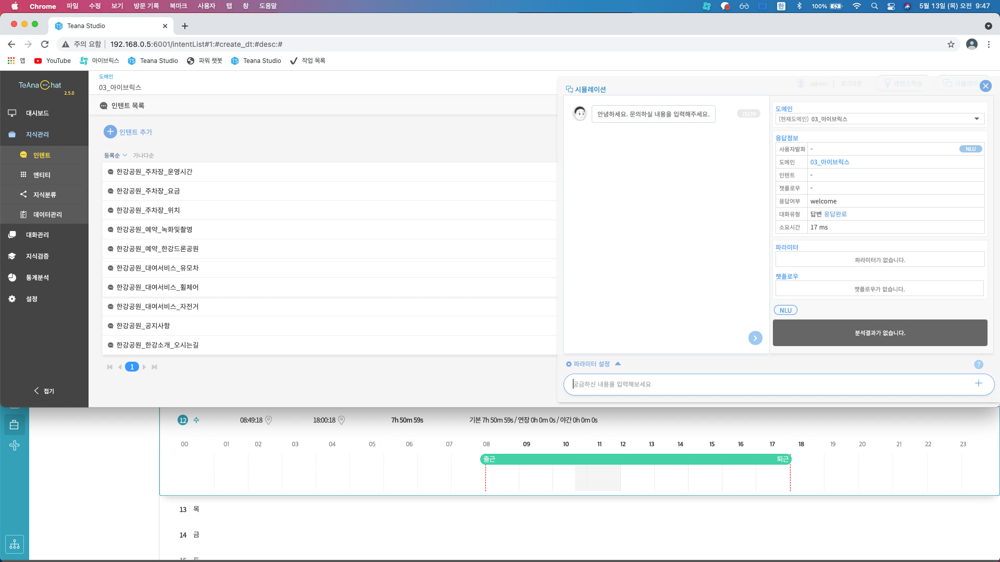 Chrome 파일 수정 보기 방문 기록 북마크 사용자 탭 창 도움말 한 100% 5월 13일 (목) 오전 9:47
TS Teana Studio
주의 요함 192.168.0.5:6001/intentList#1:#create_dt:#desc:#
앱 YouTube 아이브릭스 TS Teana Studio 파워 챗봇 TS Teana Studio 작업 목록
TeAna Chat
2.5.0
대시보드
지식관리
인텐트
엔티티
지식분류
데이터관리
대화관리
지식검증
통계분석
설정
접기
도메인
03_아이브릭스
admin 로그아웃 센텐스학습 시뮬레이
인텐트 목록
인텐트 추가
등록순 가나다순
한강공원_주차장_운영시간
한강공원_주차장_요금
한강공원_주차장_위치
한강공원_예약_녹화및촬영
한강공원_예약_한강드론공원
한강공원_대여서비스_유모차
한강공원_대여서비스_휠체어
한강공원_대여서비스_자전거
한강공원_공지사항
한강공원_한강소개_오시는길
1
시뮬레이션
안녕하세요. 문의하실 내용을 입력해주세요.
JSON
도메인
(현재도메인) 03_아이브릭스
응답정보
사용자발화 - NLU
도메인 03_아이브릭스
인텐트 -
챗플로우 -
응답여부 welcome
대화유형 답변 응답완료
소요시간 17 ms
파라미터
파라미터가 없습니다.
챗플로우
챗플로우가 없습니다.
NLU
분석결과가 없습니다.
파라미터 설정 ?
궁금하신 내용을 입력해보세요
12 수 08:49:18 18:00:18 7h 50m 59s 기본 7h 50m 59s / 연장 0h 0m 0s / 야간 0h 0m 0s
00 01 02 03 04 05 06 07 08 09 10 11 12 13 14 15 16 17 18 19 20 21 22 23
출근 퇴근
13 목
14 금